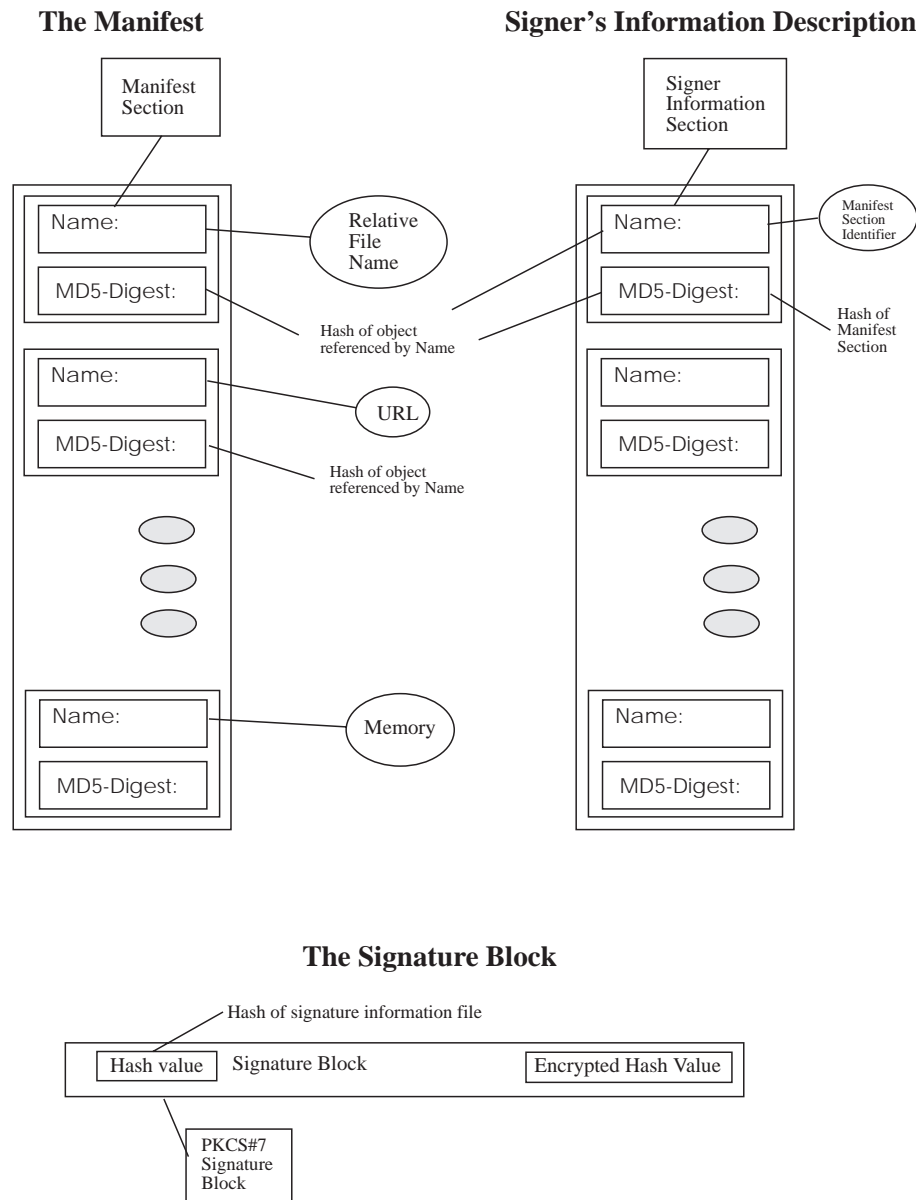 The Manifest
Signer's Information Description
Manifest
Section
Signer
Information
Section
Name:
Relative
File
Name
MD5-Digest:
Hash of object
referenced by Name
Name:
URL
MD5-Digest:
Hash of object
referenced by Name
Name:
Memory
MD5-Digest:
Name:
Manifest
Section
Identifier
MD5-Digest:
Hash of
Manifest
Section
Name:
MD5-Digest:
Name:
MD5-Digest:
The Signature Block
Hash of signature information file
Hash value
Signature Block
Encrypted Hash Value
PKCS#7
Signature
Block